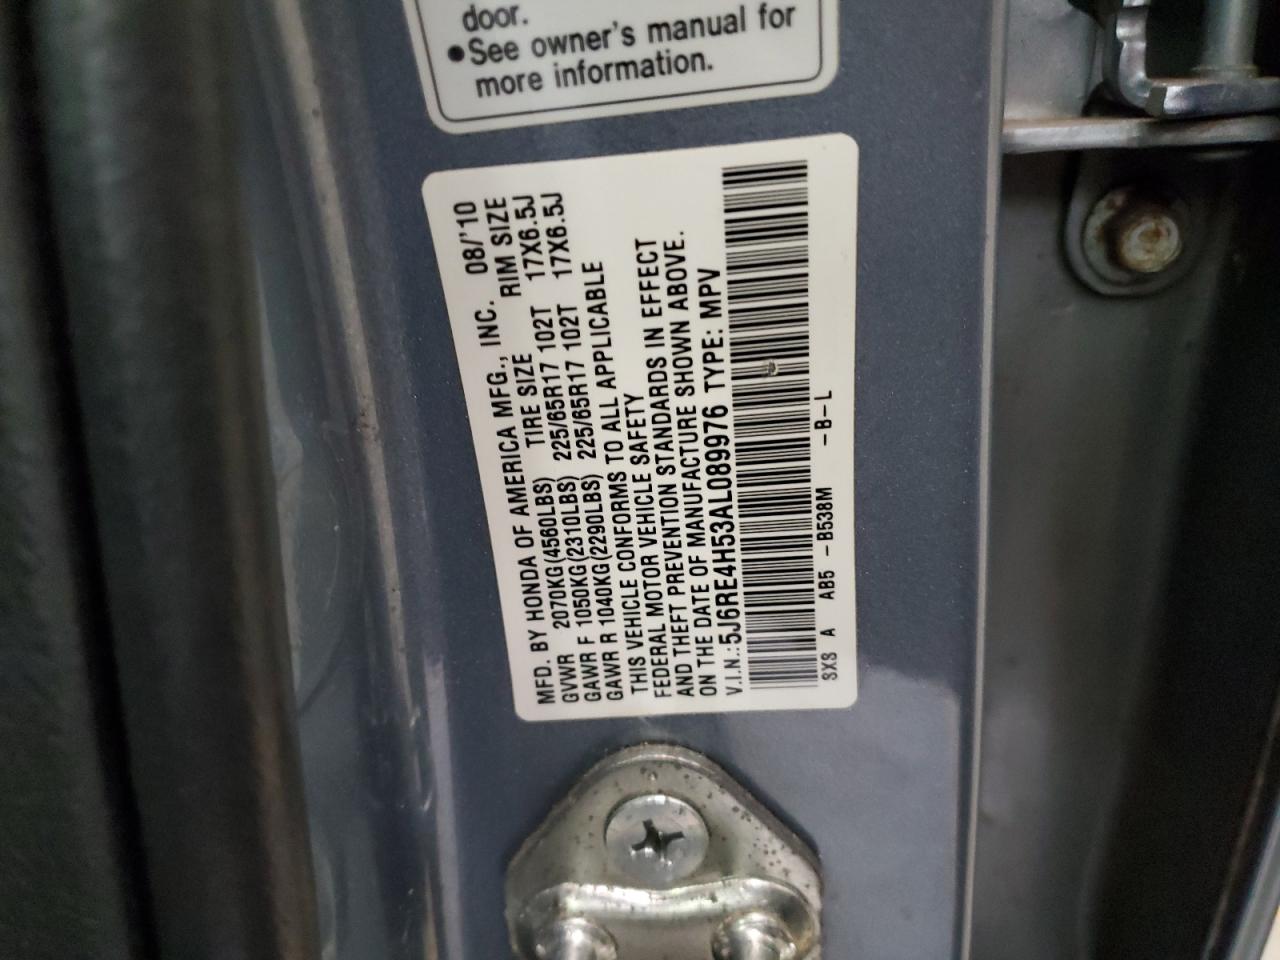 door.
•See owner's manual for
more information.
MFD. BY HONDA OF AMERICA MFG., INC. 08/'10
TIRE SIZE RIM SIZE
GVWR 2070KG(4560LBS)
GAWR F 1050KG(2310LBS) 225/65R17 102T 17X6.5J
GAWR R 1040KG(2290LBS) 225/65R17 102T 17X6.5J
THIS VEHICLE CONFORMS TO ALL APPLICABLE
FEDERAL MOTOR VEHICLE SAFETY
AND THEFT PREVENTION STANDARDS IN EFFECT
ON THE DATE OF MANUFACTURE SHOWN ABOVE.
V.I.N.:5J6RE4H53AL089976 TYPE: MPV
SXS A AB5 -B538M -B-L